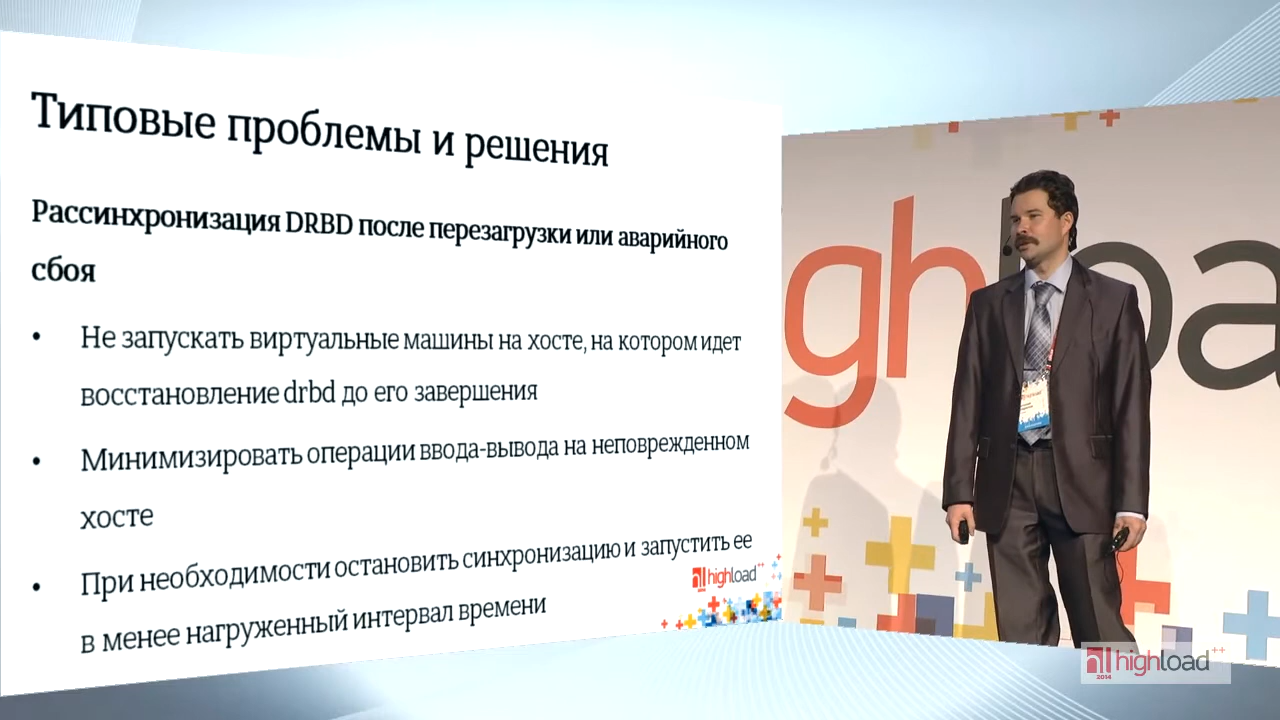 Типовые проблемы и решения
Рассинхронизация DRBD после перезагрузки или аварийного
сбоя
• Не запускать виртуальные машины на хосте, на котором идет
восстановление drbd до его завершения
• Минимизировать операции ввода-вывода на неповрежденном
хосте
• При необходимости остановить синхронизацию и запустить ее
в менее нагруженный интервал времени
highload++
ghloa
highload++
2014